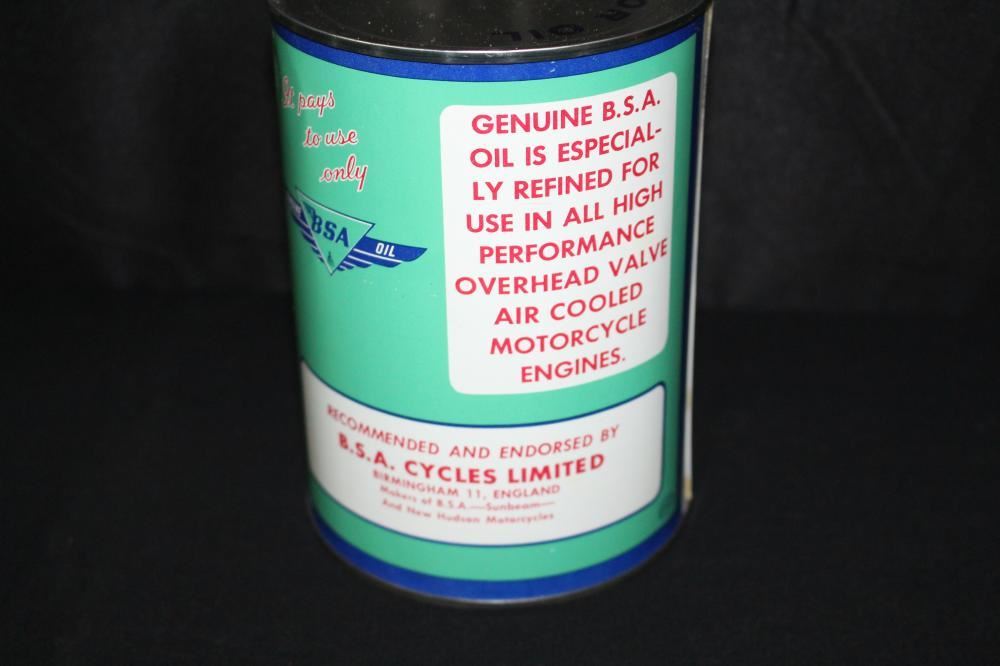 OR OIL
It pays
to use
only
BSA
OIL
GENUINE B.S.A.
OIL IS ESPECIAL-
LY REFINED FOR
USE IN ALL HIGH
PERFORMANCE
OVERHEAD VALVE
AIR COOLED
MOTORCYCLE
ENGINES.
RECOMMENDED AND ENDORSED BY
B.S.A. CYCLES LIMITED
BIRMINGHAM 11, ENGLAND
Makers of B.S.A.—Sunbeam—
And New Hudson Motorcycles